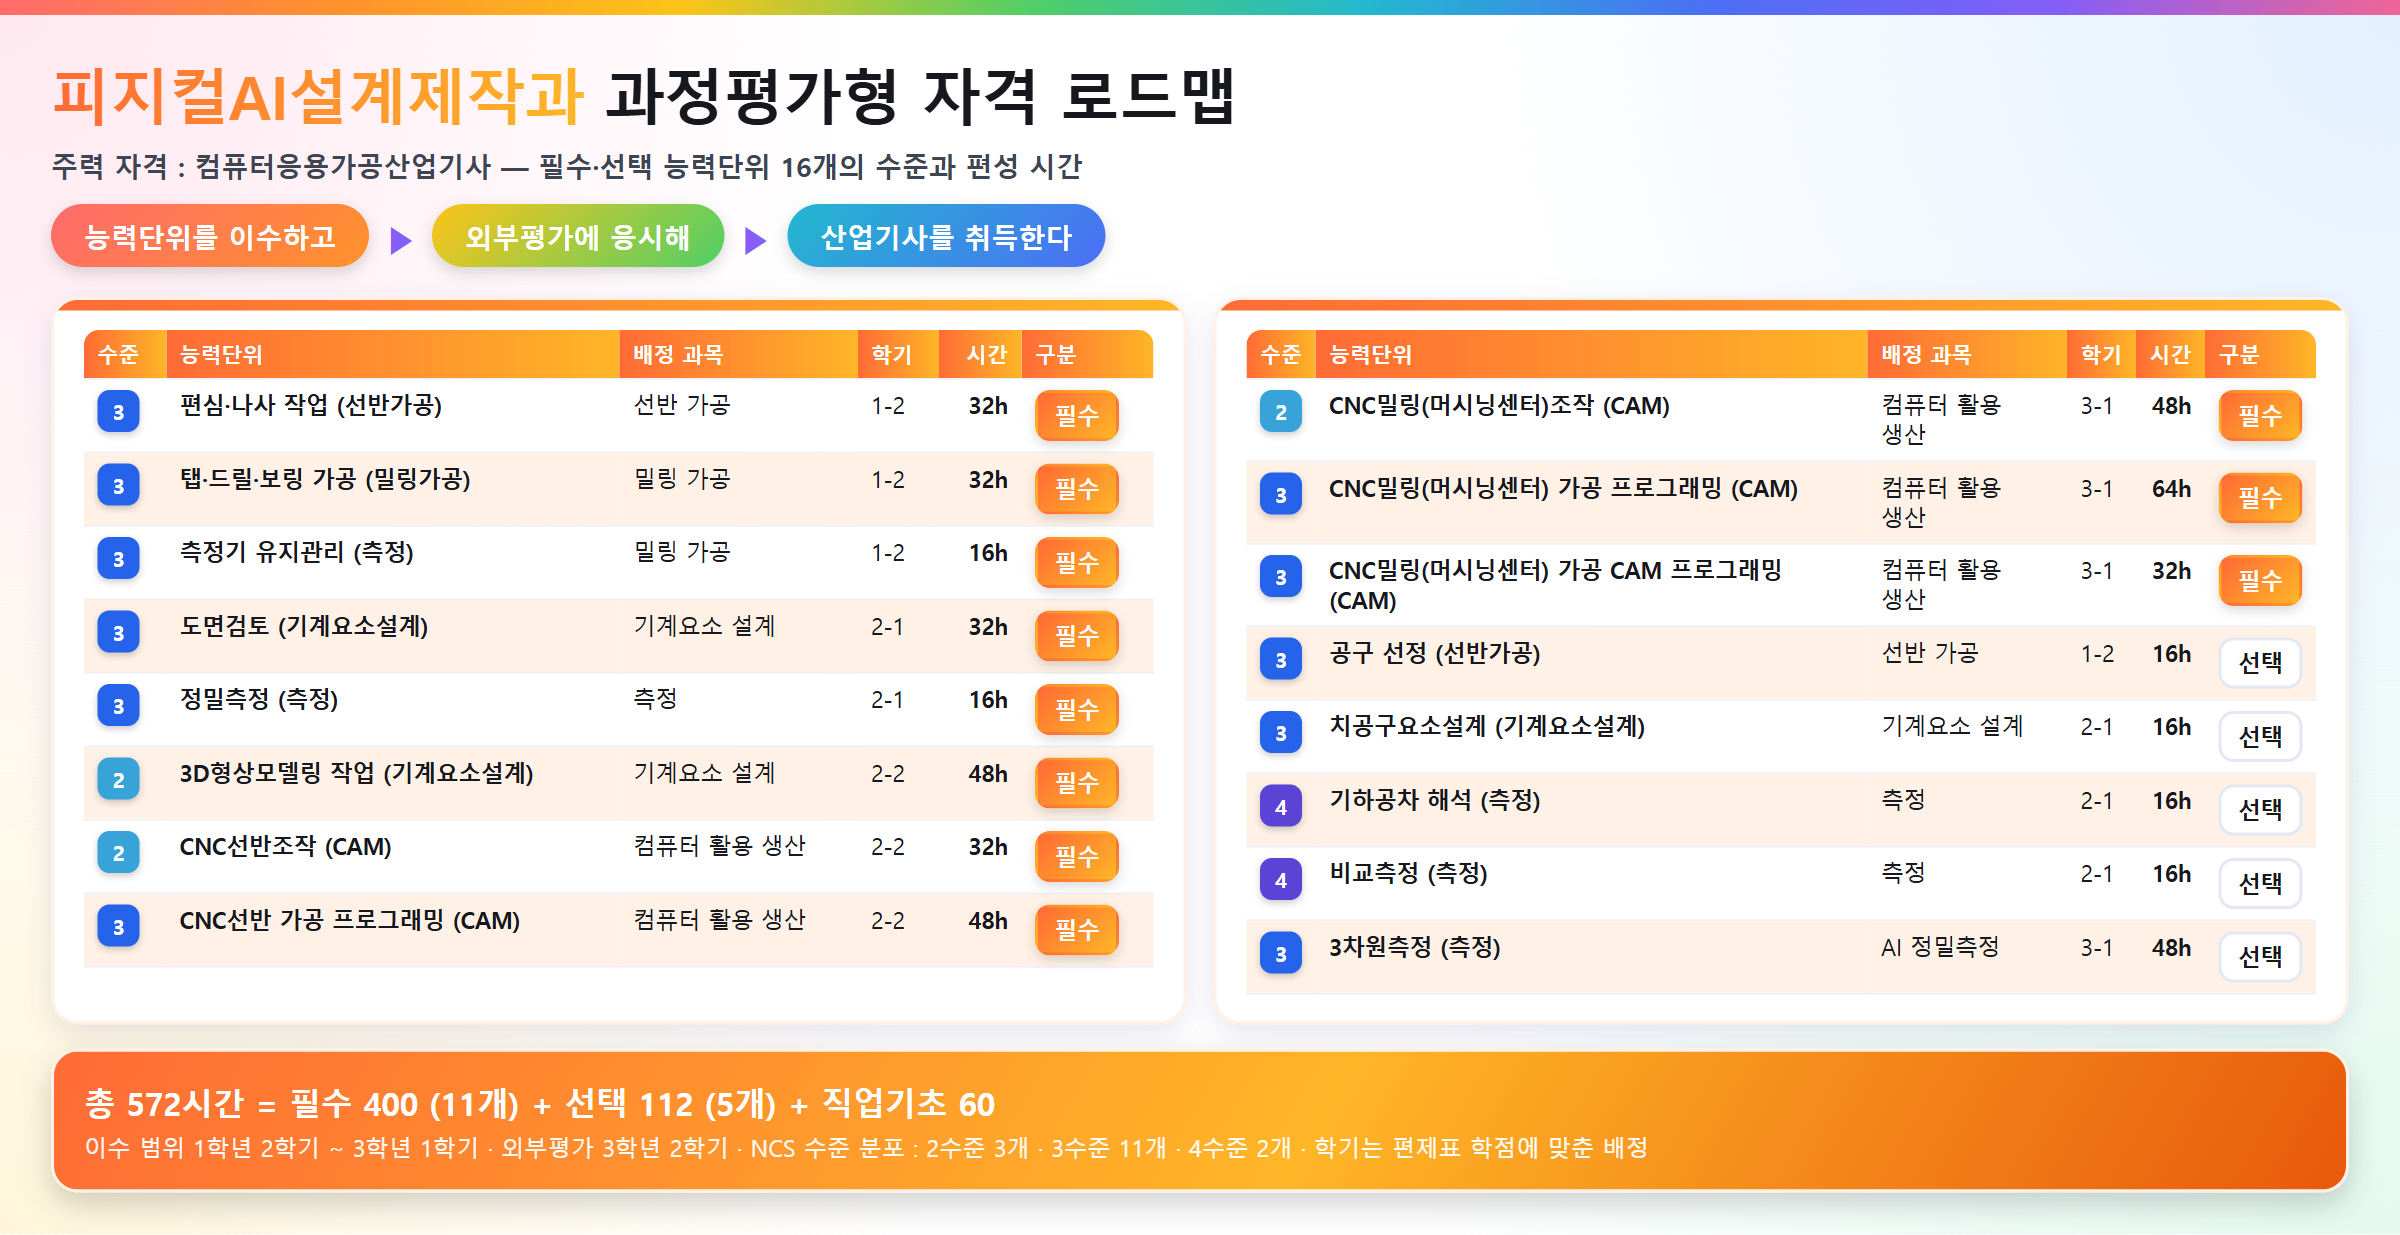 피지컬AI설계제작과 과정평가형 자격 로드맵
주력 자격 : 컴퓨터응용가공산업기사 — 필수·선택 능력단위 16개의 수준과 편성 시간
능력단위를 이수하고 ▶ 외부평가에 응시해 ▶ 산업기사를 취득한다
수준 능력단위 배정 과목 학기 시간 구분
3 편심·나사 작업 (선반가공) 선반 가공 1-2 32h 필수
3 탭·드릴·보링 가공 (밀링가공) 밀링 가공 1-2 32h 필수
3 측정기 유지관리 (측정) 밀링 가공 1-2 16h 필수
3 도면검토 (기계요소설계) 기계요소 설계 2-1 32h 필수
3 정밀측정 (측정) 측정 2-1 16h 필수
2 3D형상모델링 작업 (기계요소설계) 기계요소 설계 2-2 48h 필수
2 CNC선반조작 (CAM) 컴퓨터 활용 생산 2-2 32h 필수
3 CNC선반 가공 프로그래밍 (CAM) 컴퓨터 활용 생산 2-2 48h 필수
수준 능력단위 배정 과목 학기 시간 구분
2 CNC밀링(머시닝센터)조작 (CAM) 컴퓨터 활용 3-1 48h 필수
생산
3 CNC밀링(머시닝센터) 가공 프로그래밍 (CAM) 컴퓨터 활용 3-1 64h 필수
생산
3 CNC밀링(머시닝센터) 가공 CAM 프로그래밍 컴퓨터 활용 3-1 32h 필수
(CAM) 생산
3 공구 선정 (선반가공) 선반 가공 1-2 16h 선택
3 치공구요소설계 (기계요소설계) 기계요소 설계 2-1 16h 선택
4 기하공차 해석 (측정) 측정 2-1 16h 선택
4 비교측정 (측정) 측정 2-1 16h 선택
3 3차원측정 (측정) AI 정밀측정 3-1 48h 선택
총 572시간 = 필수 400 (11개) + 선택 112 (5개) + 직업기초 60
이수 범위 1학년 2학기 ~ 3학년 1학기 · 외부평가 3학년 2학기 · NCS 수준 분포 : 2수준 3개 · 3수준 11개 · 4수준 2개 · 학기는 편제표 학점에 맞춘 배정